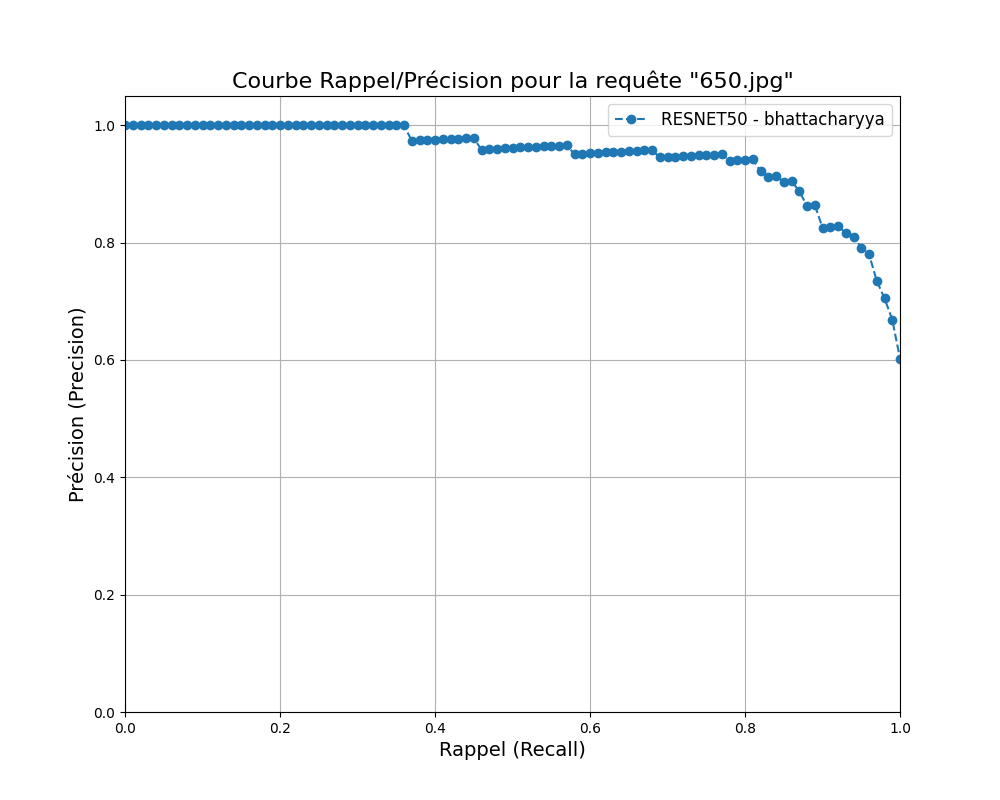 Courbe Rappel/Précision pour la requête "650.jpg"
RESNET50 - bhattacharyya
1.0
0.8
0.6
0.4
0.2
0.0
Précision (Precision)
0.0 0.2 0.4 0.6 0.8 1.0
Rappel (Recall)